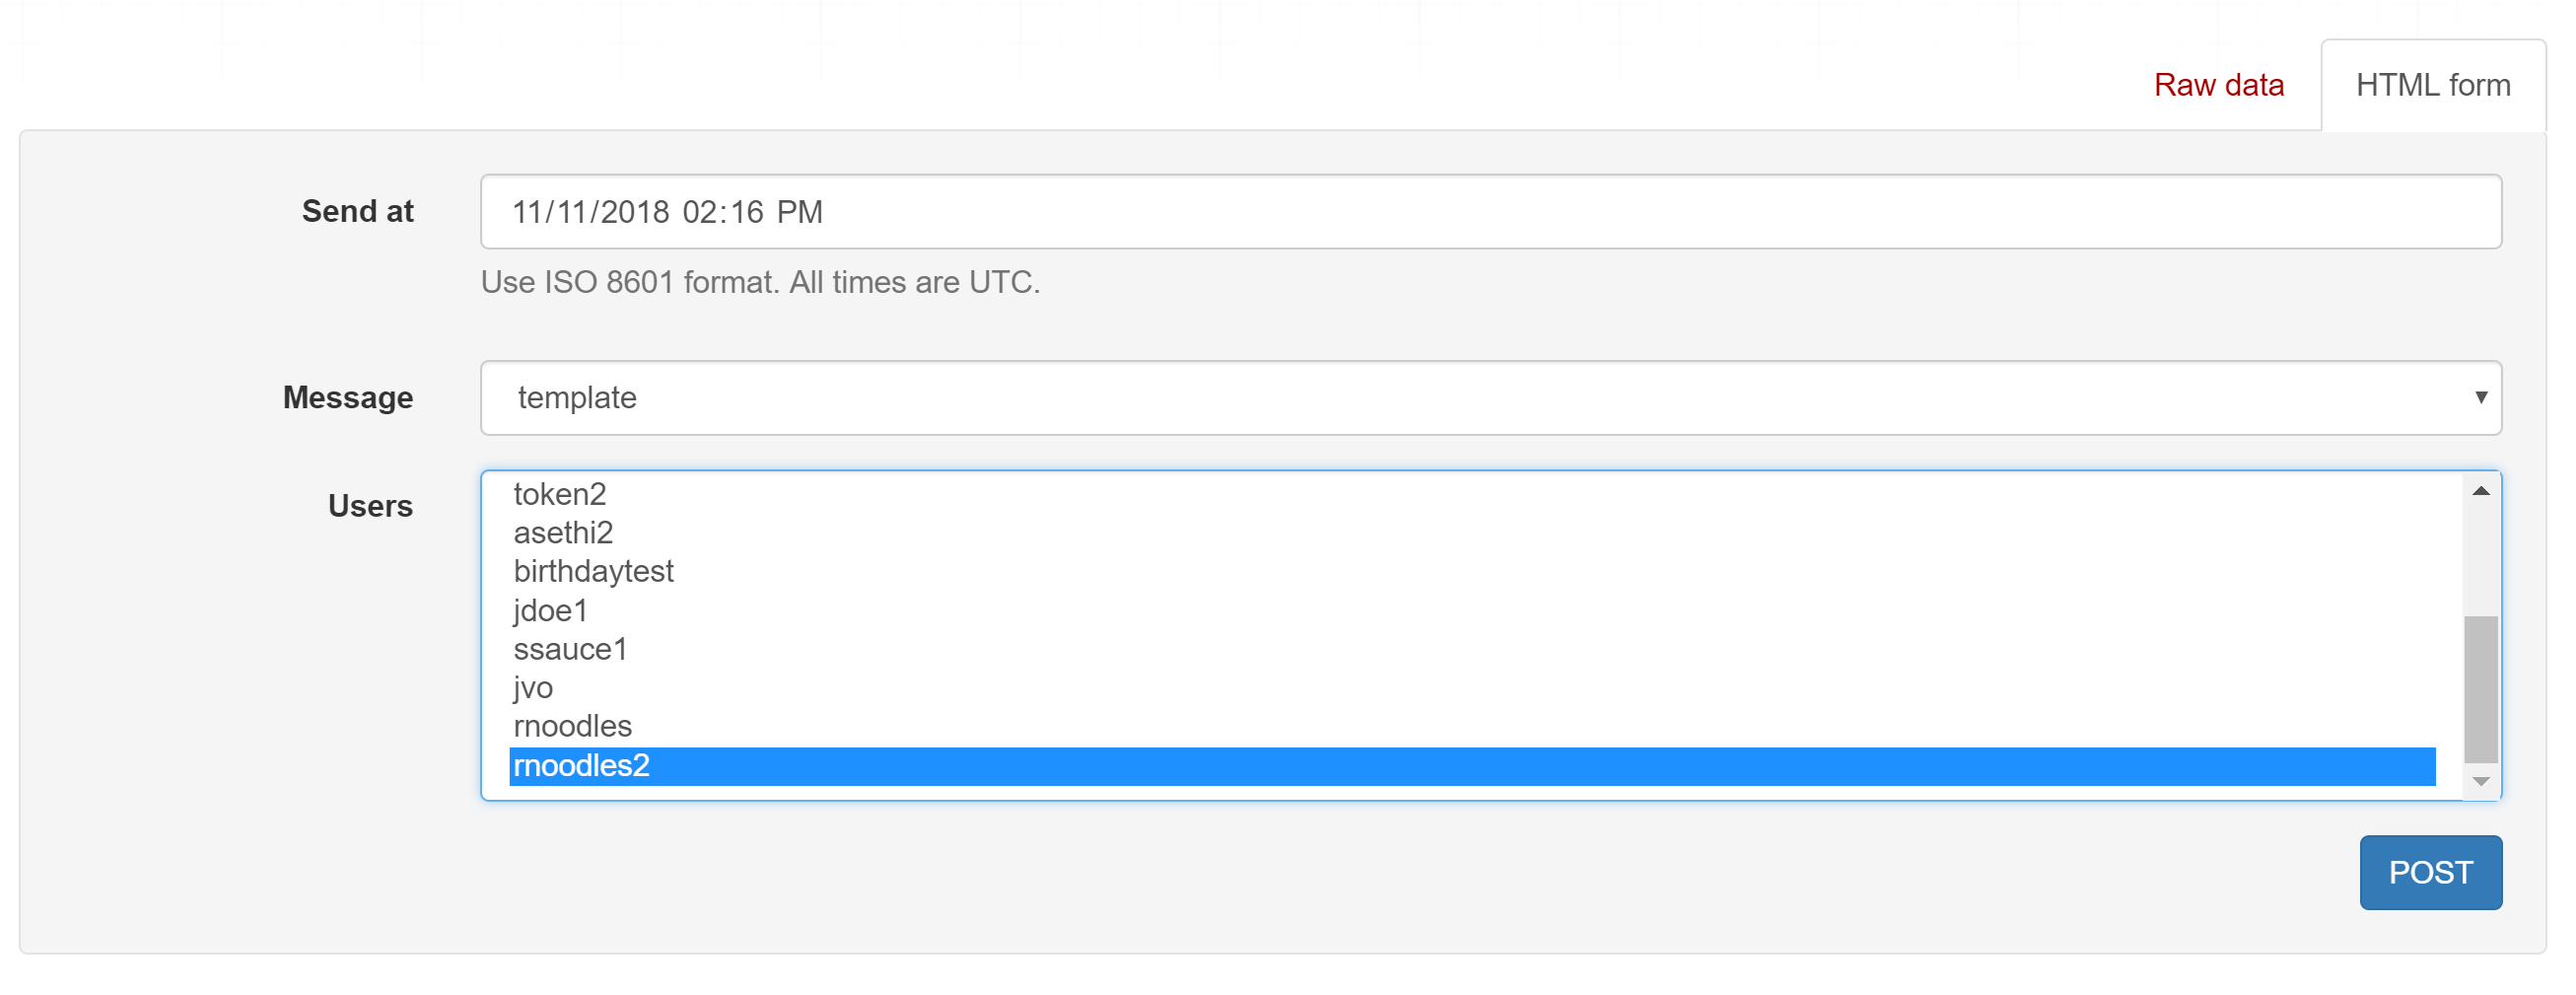 Raw data
HTML form
Send at
11/11/2018 02:16 PM
Use ISO 8601 format. All times are UTC.
Message
template
Users
token2
asethi2
birthdaytest
jdoe1
ssauce1
jvo
rnoodles
rnoodles2
POST